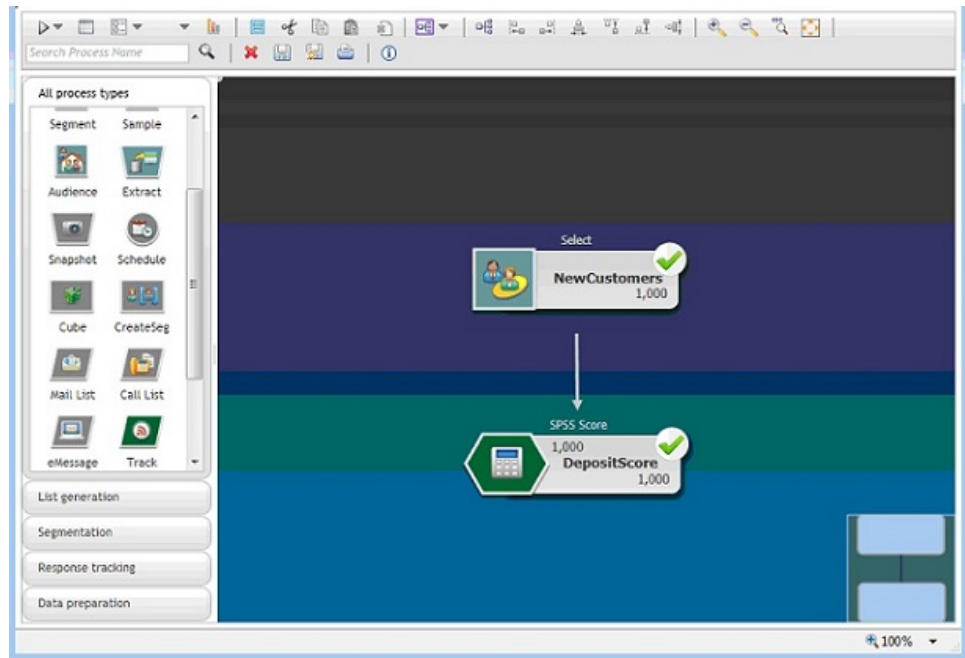 Search Process Name
All process types
Segment Sample
Audience Extract
Snapshot Schedule
Cube CreateSeg
Mail List Call List
eMessage Track
List generation
Segmentation
Response tracking
Data preparation
Select
NewCustomers
1,000
SPSS Score
1,000
DepositScore
1,000
100%